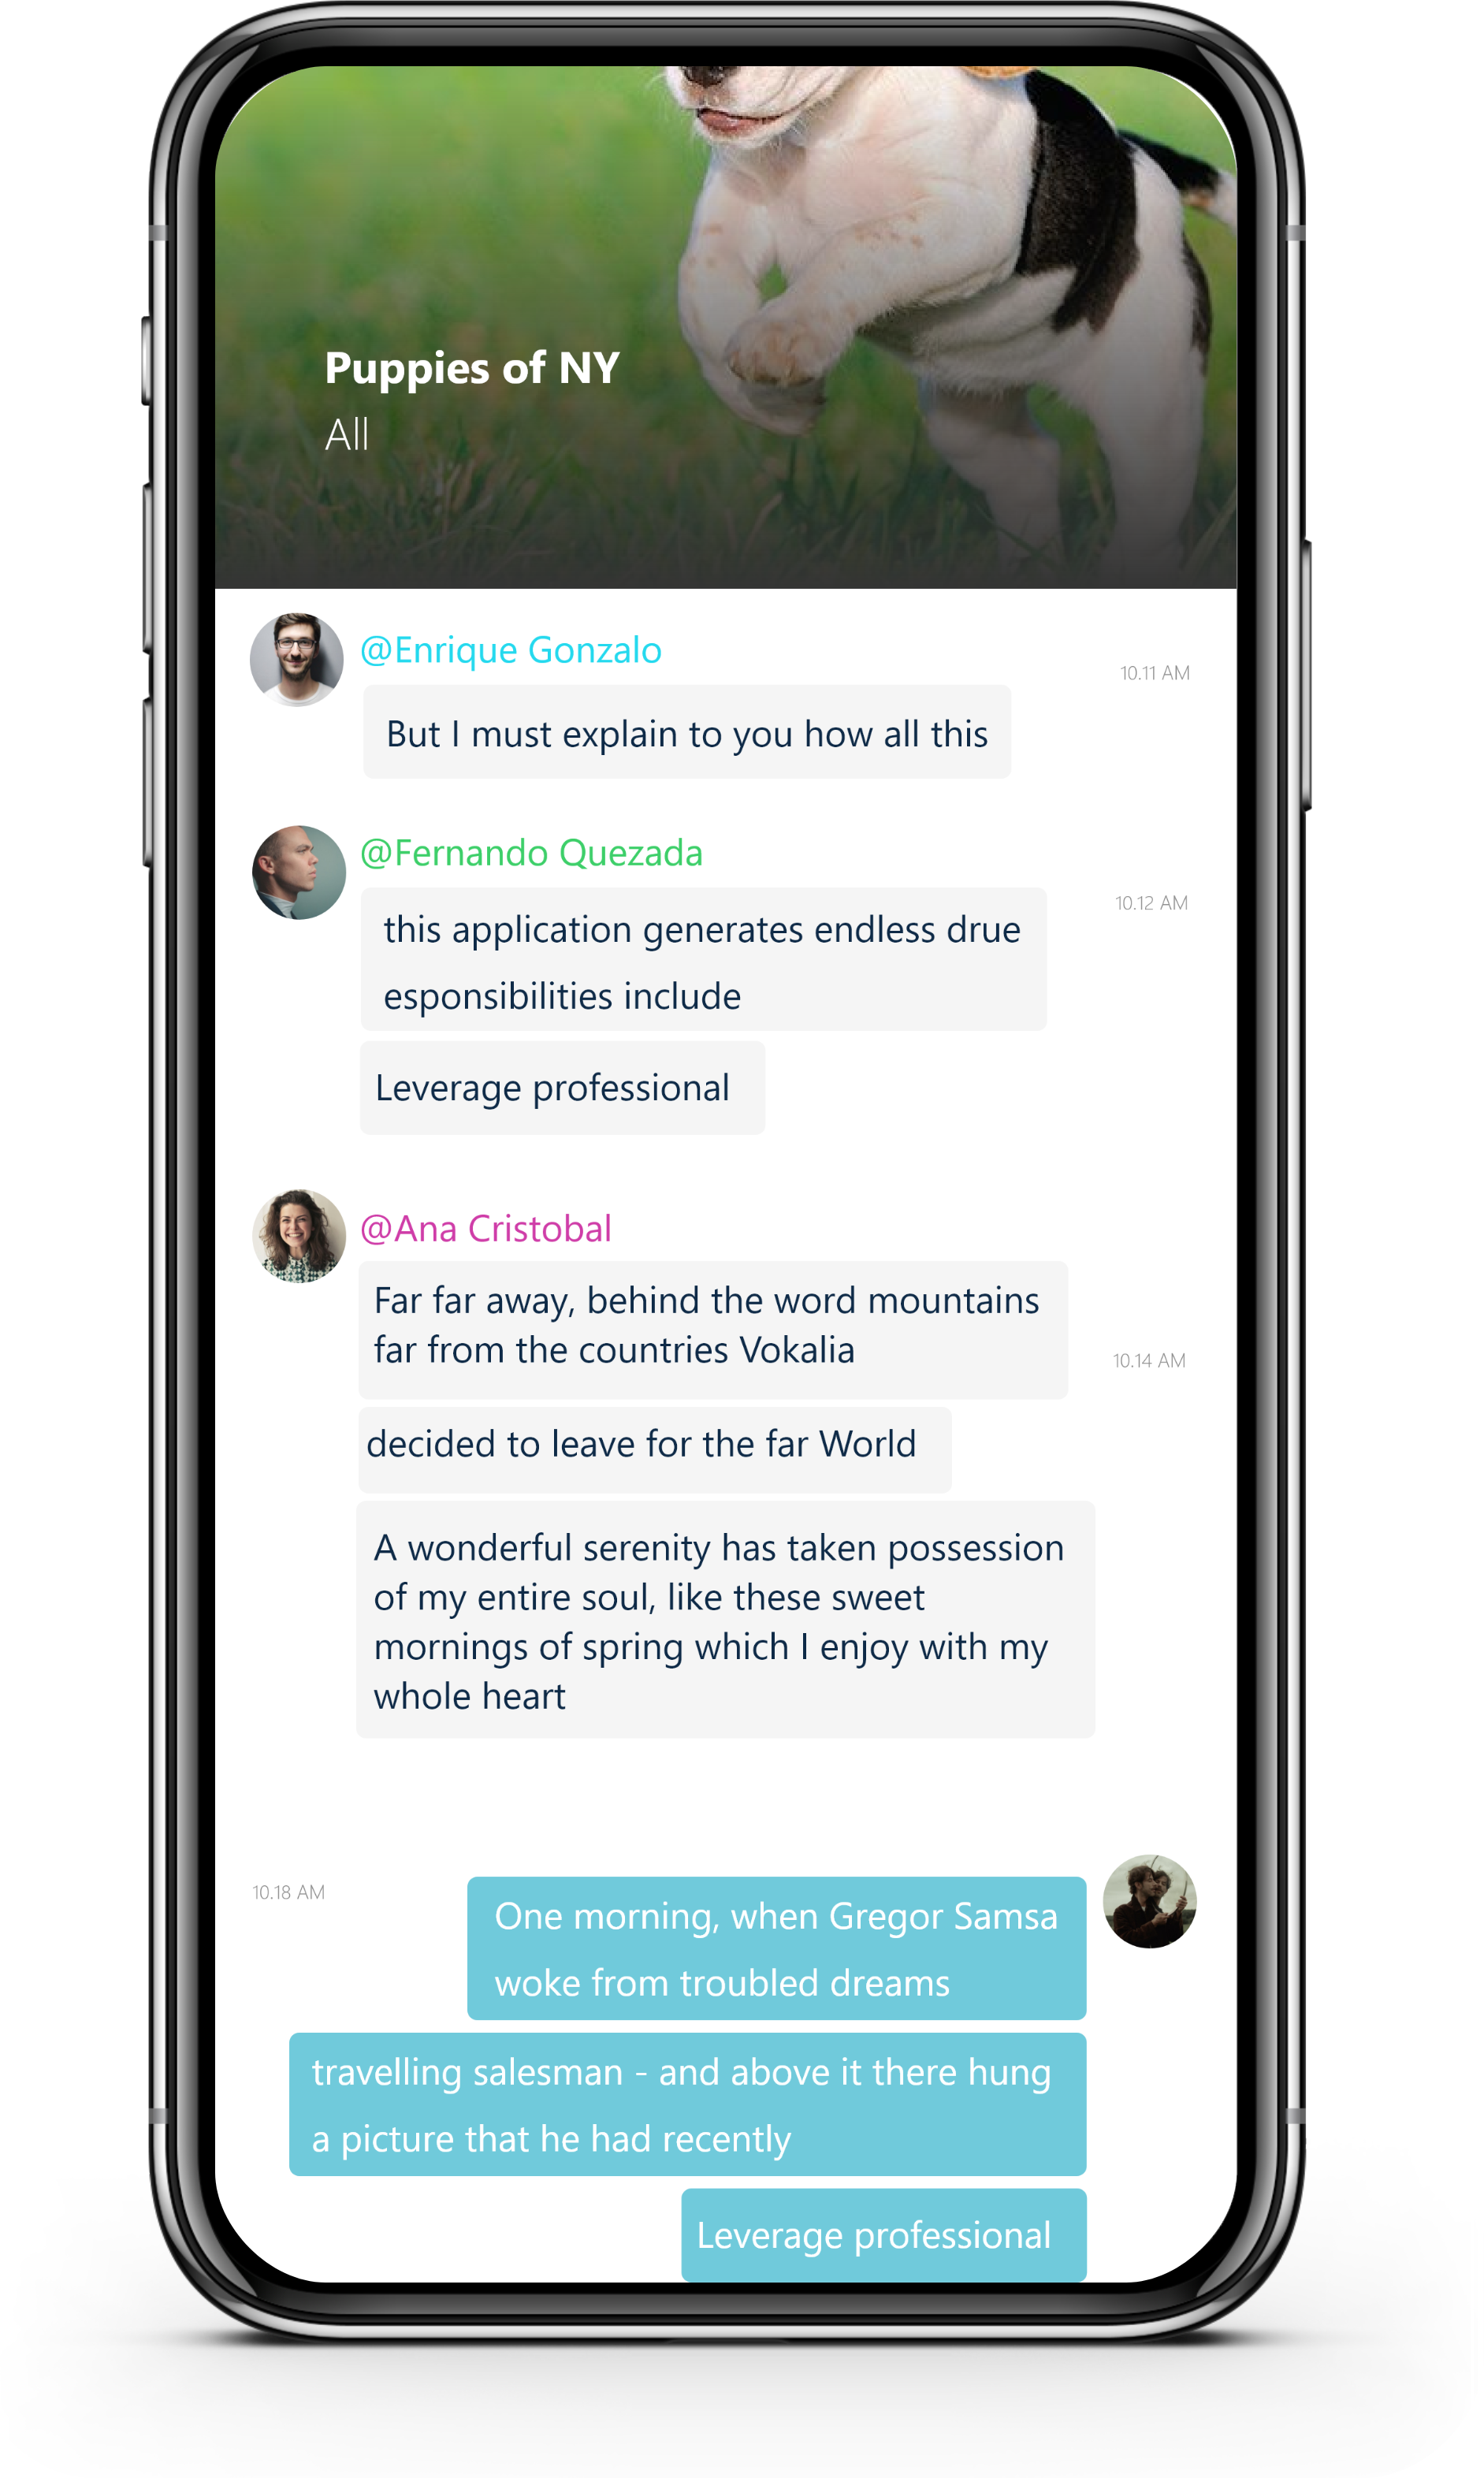 Puppies of NY
All
@Enrique Gonzalo
10.11 AM
But I must explain to you how all this
@Fernando Quezada
10.12 AM
this application generates endless drue
esponsibilities include
Leverage professional
@Ana Cristobal
Far far away, behind the word mountains
far from the countries Vokalia
10.14 AM
decided to leave for the far World
A wonderful serenity has taken possession
of my entire soul, like these sweet
mornings of spring which I enjoy with my
whole heart
10.18 AM
One morning, when Gregor Samsa
woke from troubled dreams
travelling salesman - and above it there hung
a picture that he had recently
Leverage professional